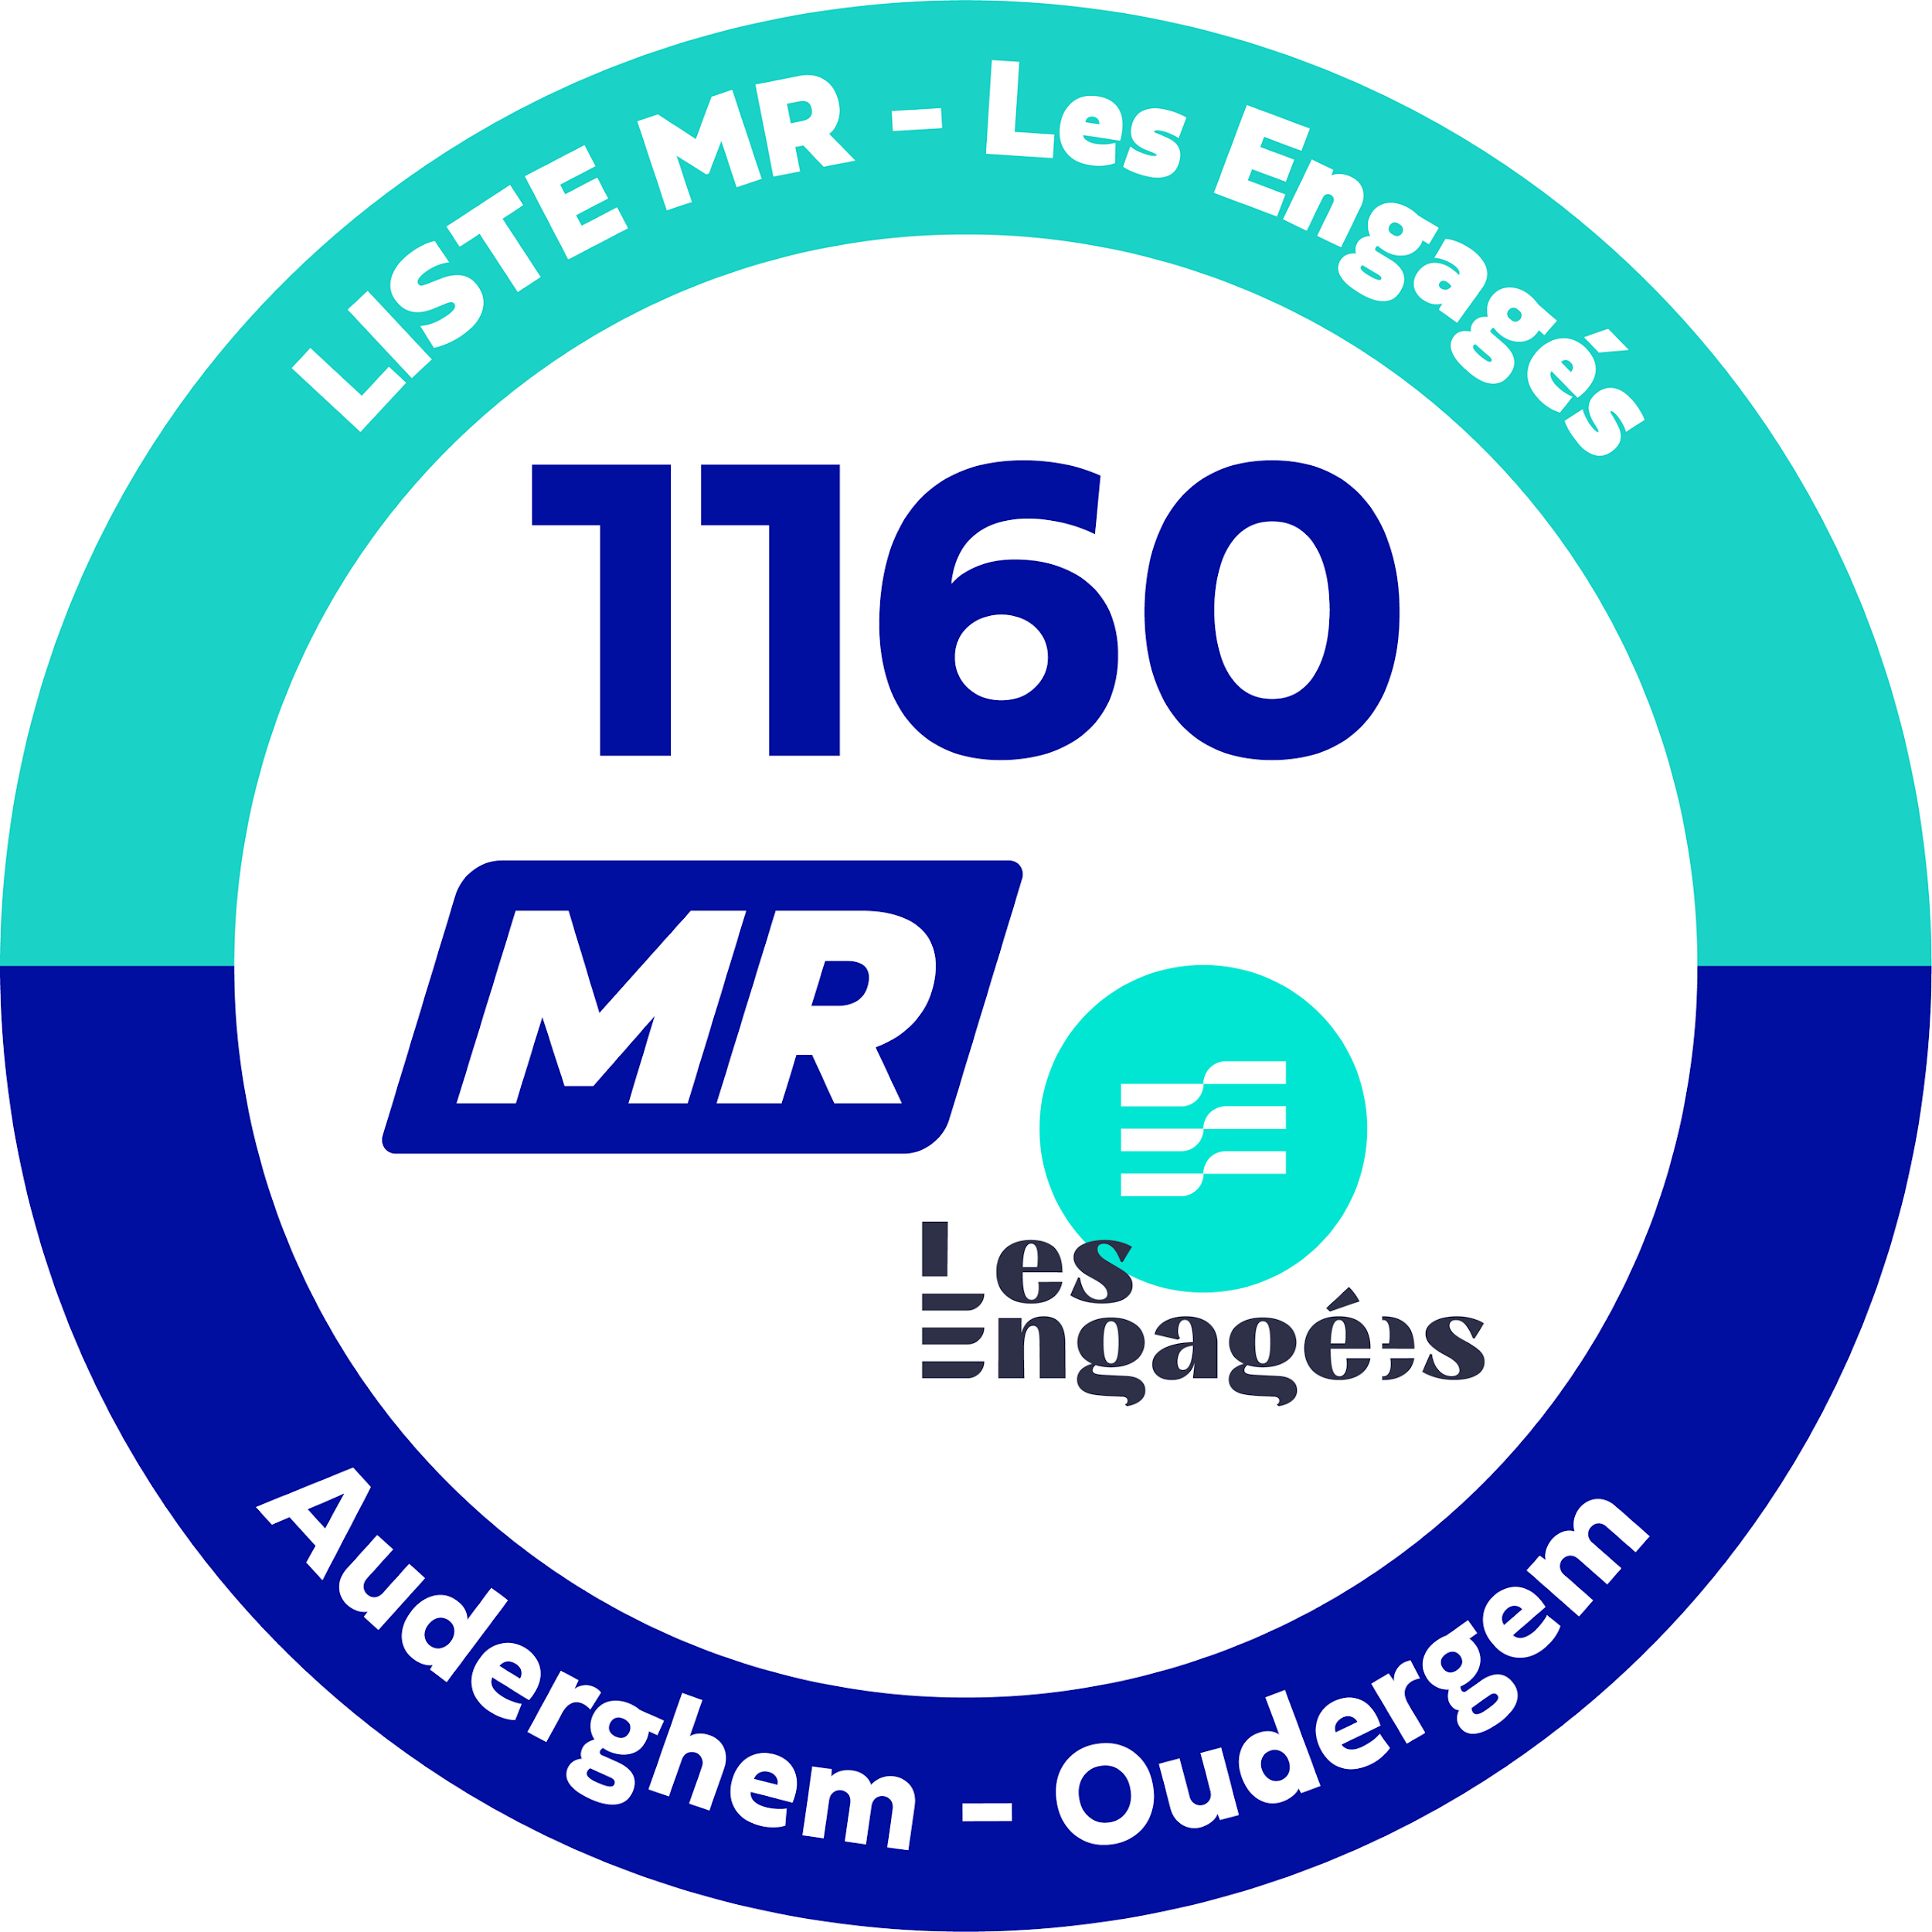 LISTE MR - Les Engagés
1160
MR
Les
Engagés
Auderghem - Oudergem